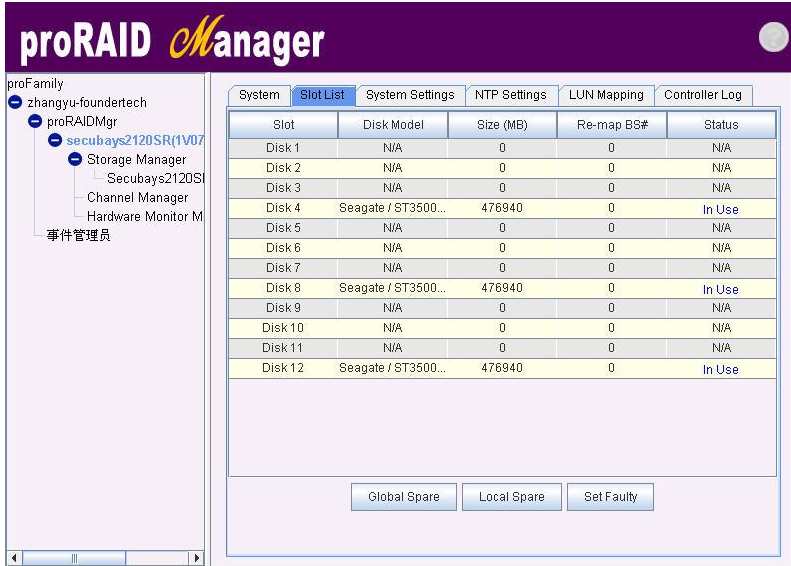 proRAID Manager
proFamily
zhangyu-foundertech
proRAIDMgr
secubays2120SR(1V07
Storage Manager
Secubays2120SI
Channel Manager
Hardware Monitor M
事件管理员
System Slot List System Settings NTP Settings LUN Mapping Controller Log
Slot Disk Model Size (MB) Re-map BS# Status
Disk 1 N/A 0 0 N/A
Disk 2 N/A 0 0 N/A
Disk 3 N/A 0 0 N/A
Disk 4 Seagate / ST3500... 476940 0 In Use
Disk 5 N/A 0 0 N/A
Disk 6 N/A 0 0 N/A
Disk 7 N/A 0 0 N/A
Disk 8 Seagate / ST3500... 476940 0 In Use
Disk 9 N/A 0 0 N/A
Disk 10 N/A 0 0 N/A
Disk 11 N/A 0 0 N/A
Disk 12 Seagate / ST3500... 476940 0 In Use
Global Spare Local Spare Set Faulty